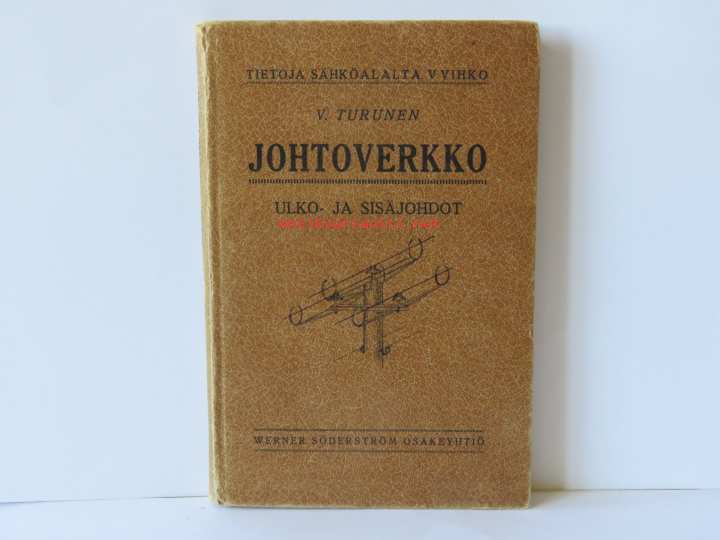 TIETOJA SÄHKÖALALTA V VIHKO
V. TURUNEN
JOHTOVERKKO
ULKO- JA SISÄJOHDOT
WERNER SÖDERSTRÖM OSAKEYHTIÖ